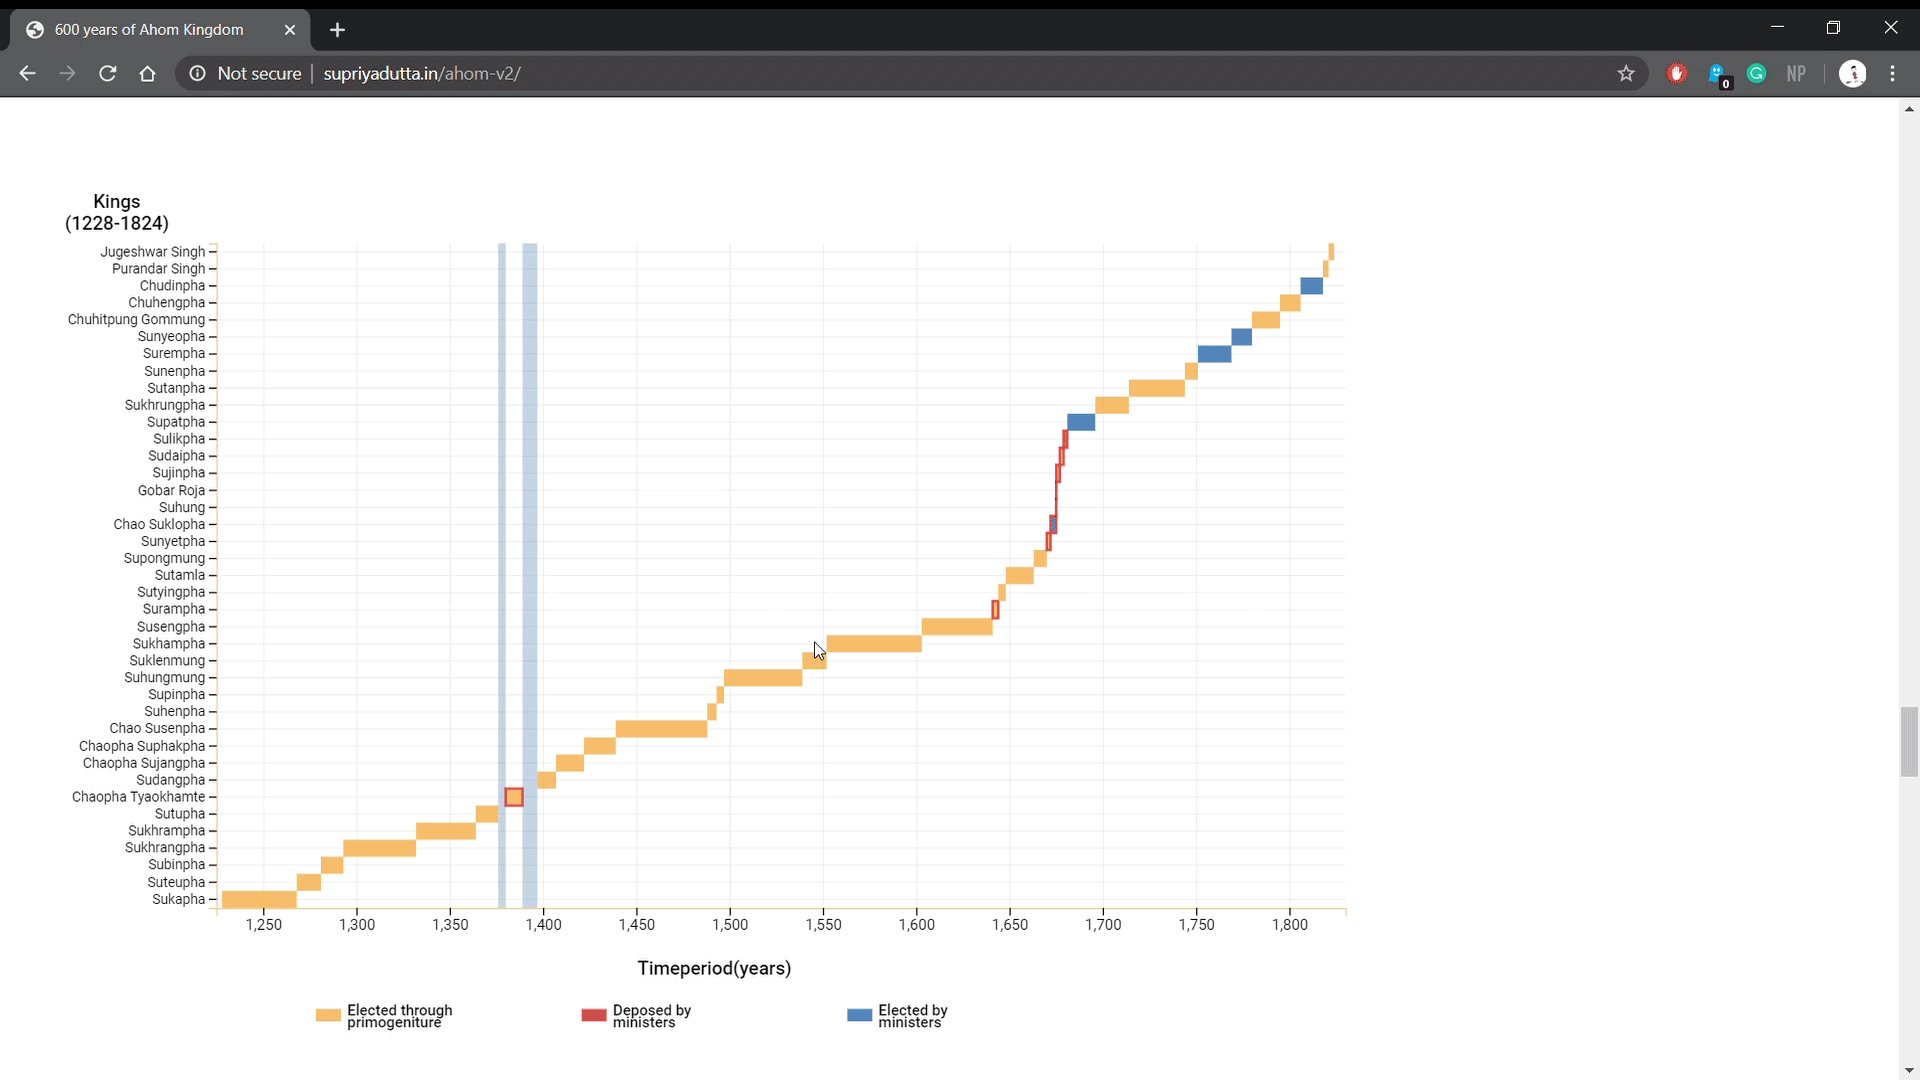 600 years of Ahom Kingdom
Not secure
supriyadutta.in/ahom-v2/
0
NP
Kings
(1228-1824)
Jugeshwar Singh
Purandar Singh
Chudinpha
Chuhengpha
Chuhitpung Gommung
Sunyeopha
Surempha
Sunenpha
Sutanpha
Sukhrungpha
Supatpha
Sulikpha
Sudaipha
Sujinpha
Gobar Roja
Suhung
Chao Suklopha
Sunyetpha
Supongmung
Sutamla
Sutyingpha
Surampha
Susengpha
Sukhampha
Suklenmung
Suhungmung
Supinpha
Suhenpha
Chao Susenpha
Chaopha Suphakpha
Chaopha Sujangpha
Sudangpha
Chaopha Tyaokhamte
Sutupha
Sukhrampha
Sukhrangpha
Subinpha
Suteupha
Sukapha
1,250 1,300 1,350 1,400 1,450 1,500 1,550 1,600 1,650 1,700 1,750 1,800
Timeperiod(years)
Elected through
primogeniture
Deposed by
ministers
Elected by
ministers